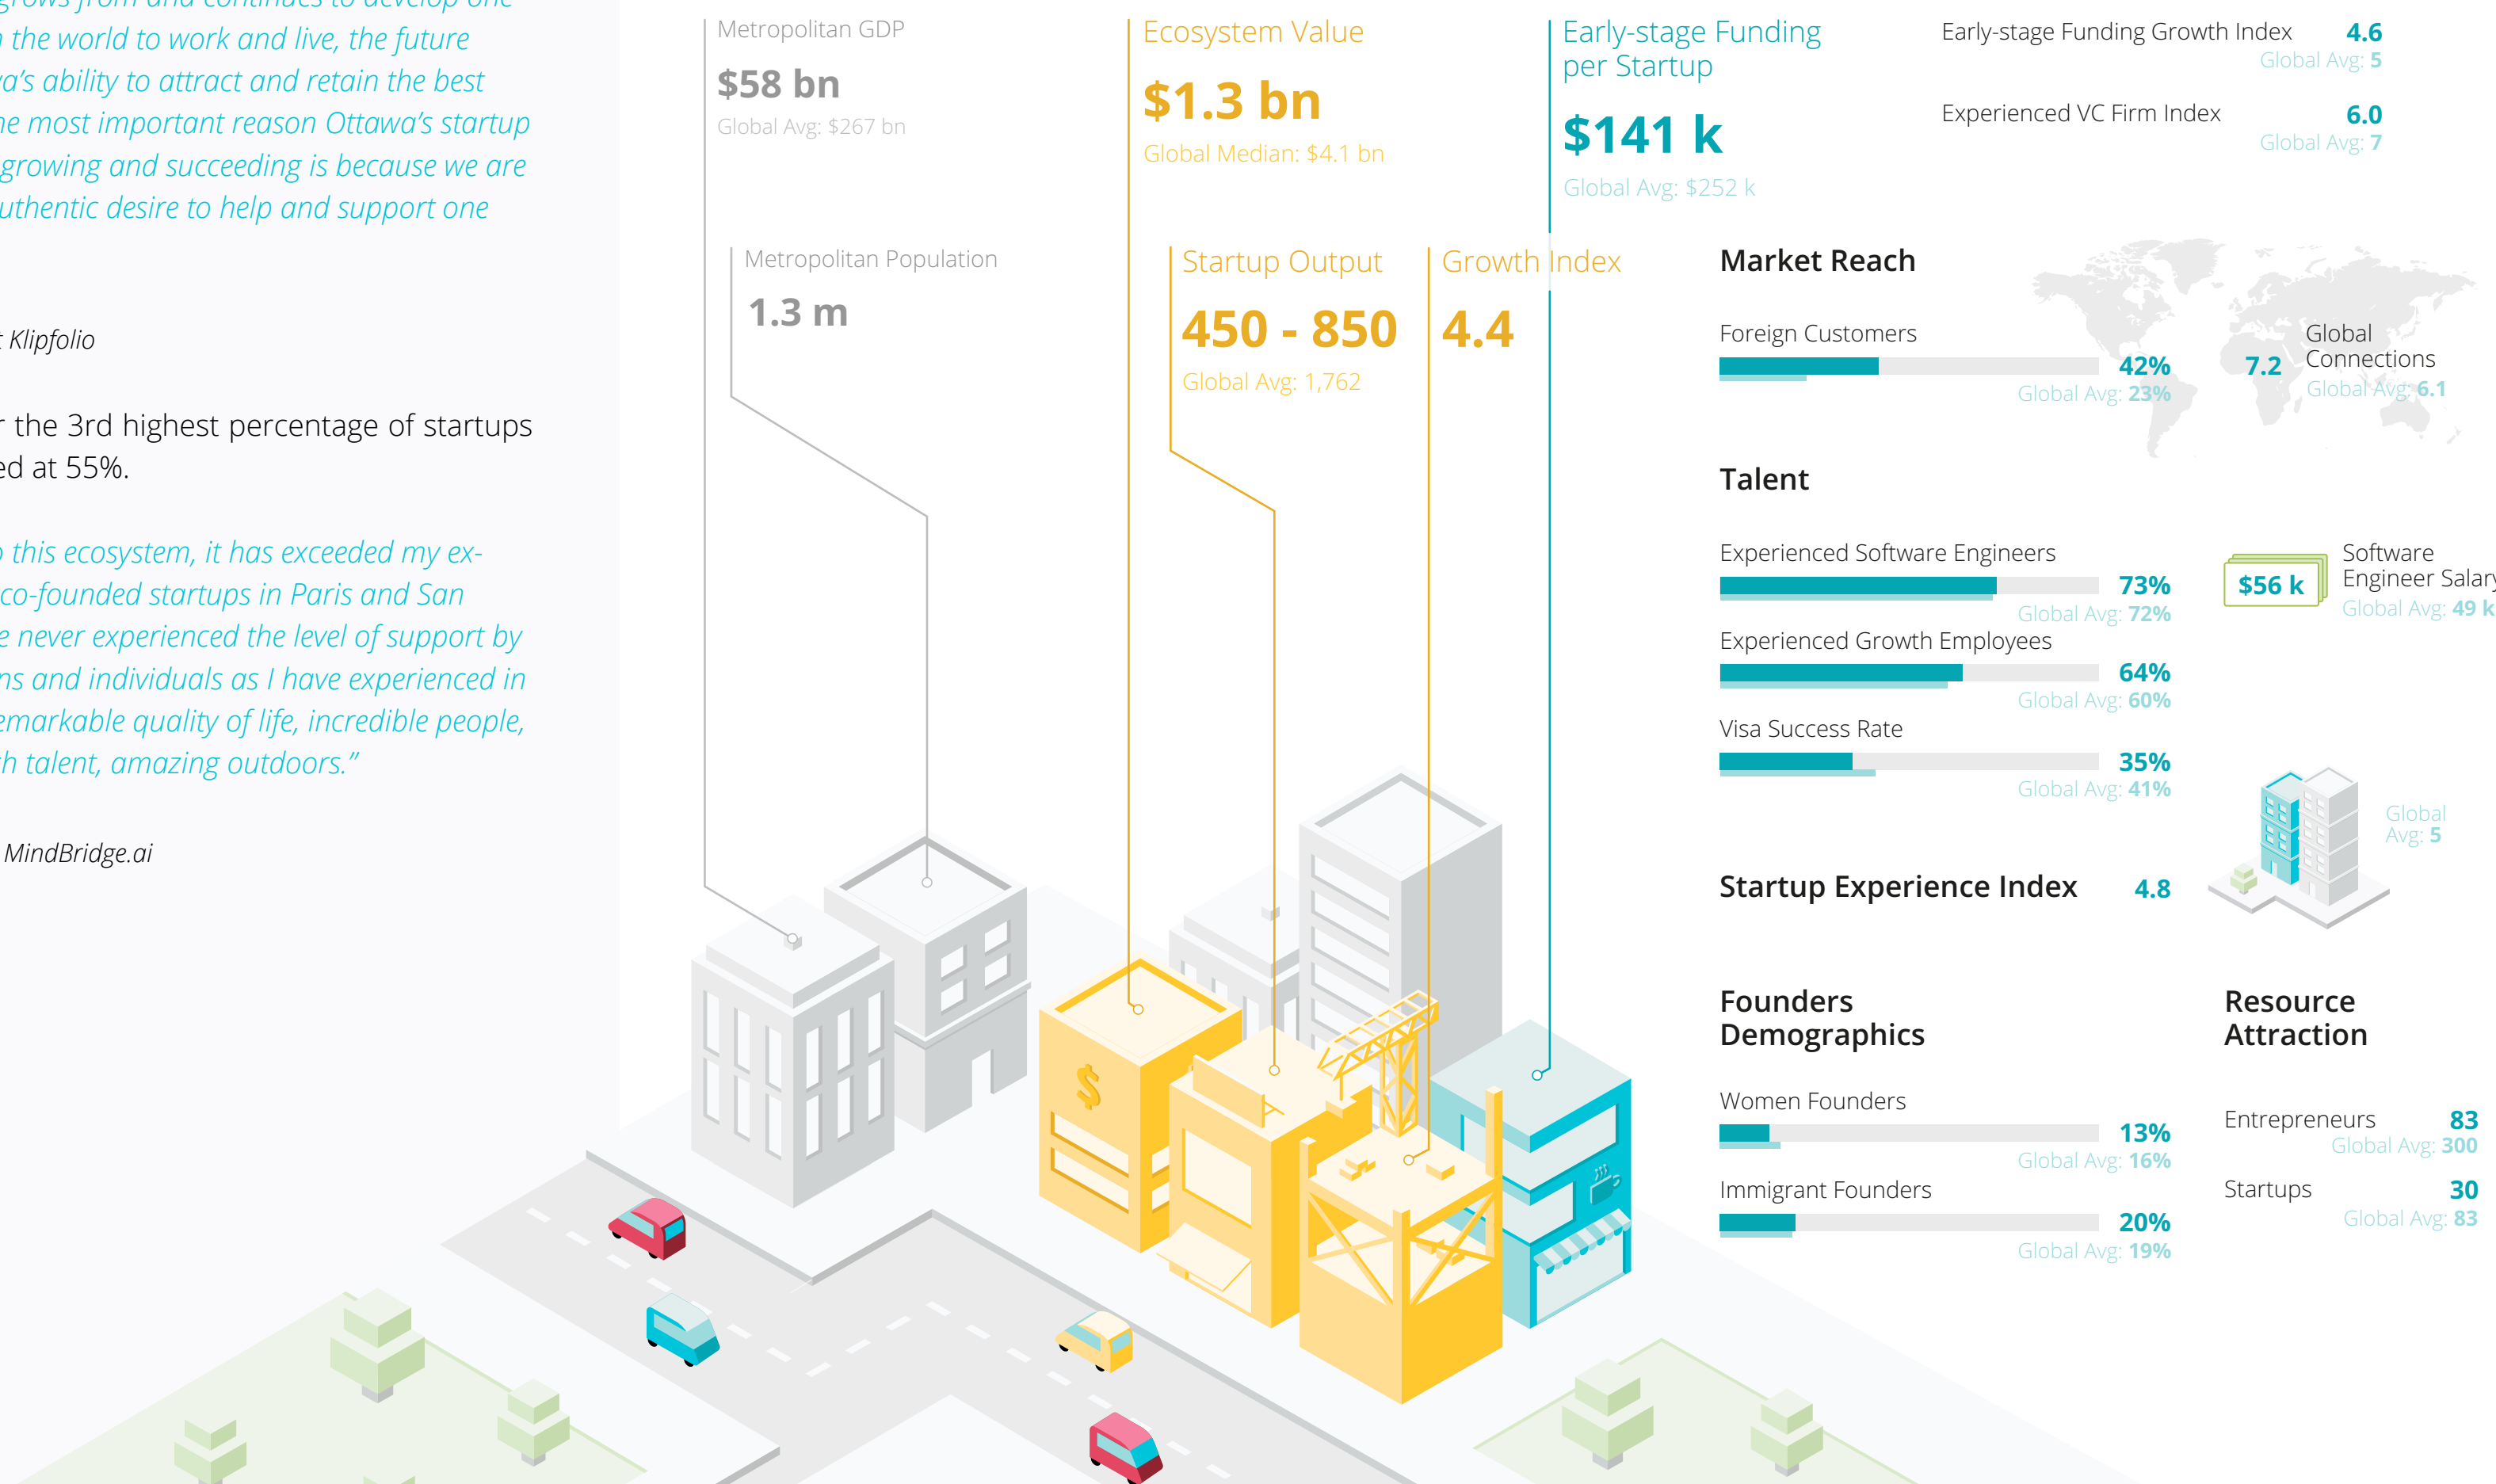 grows from and continues to develop one
the world to work and live, the future
ability to attract and retain the best
most important reason Ottawa's startup
growing and succeeding is because we are
desire to help and support one
Klipfolio
the 3rd highest percentage of startups
at 55%.
this ecosystem, it has exceeded my ex-
co-founded startups in Paris and San
never experienced the level of support by
and individuals as I have experienced in
quality of life, incredible people,
talent, amazing outdoors.”
MindBridge.ai
Metropolitan GDP
$58 bn
Global Avg: $267 bn
Metropolitan Population
1.3 m
Ecosystem Value
$1.3 bn
Global Median: $4.1 bn
Startup Output
450 - 850
Global Avg: 1,762
Growth Index
4.4
Early-stage Funding
per Startup
$141 k
Global Avg: $252 k
Early-stage Funding Growth Index 4.6
Global Avg: 5
Experienced VC Firm Index 6.0
Global Avg: 7
Market Reach
Foreign Customers
42%
Global Avg: 23%
7.2
Global
Connections
Global Avg: 6.1
Talent
Experienced Software Engineers
73%
Global Avg: 72%
Experienced Growth Employees
64%
Global Avg: 60%
Visa Success Rate
35%
Global Avg: 41%
$56 k
Software
Engineer Salary
Global Avg: 49 k
Startup Experience Index 4.8
Global
Avg: 5
Founders
Demographics
Women Founders
13%
Global Avg: 16%
Immigrant Founders
20%
Global Avg: 19%
Resource
Attraction
Entrepreneurs 83
Global Avg: 300
Startups 30
Global Avg: 83
$